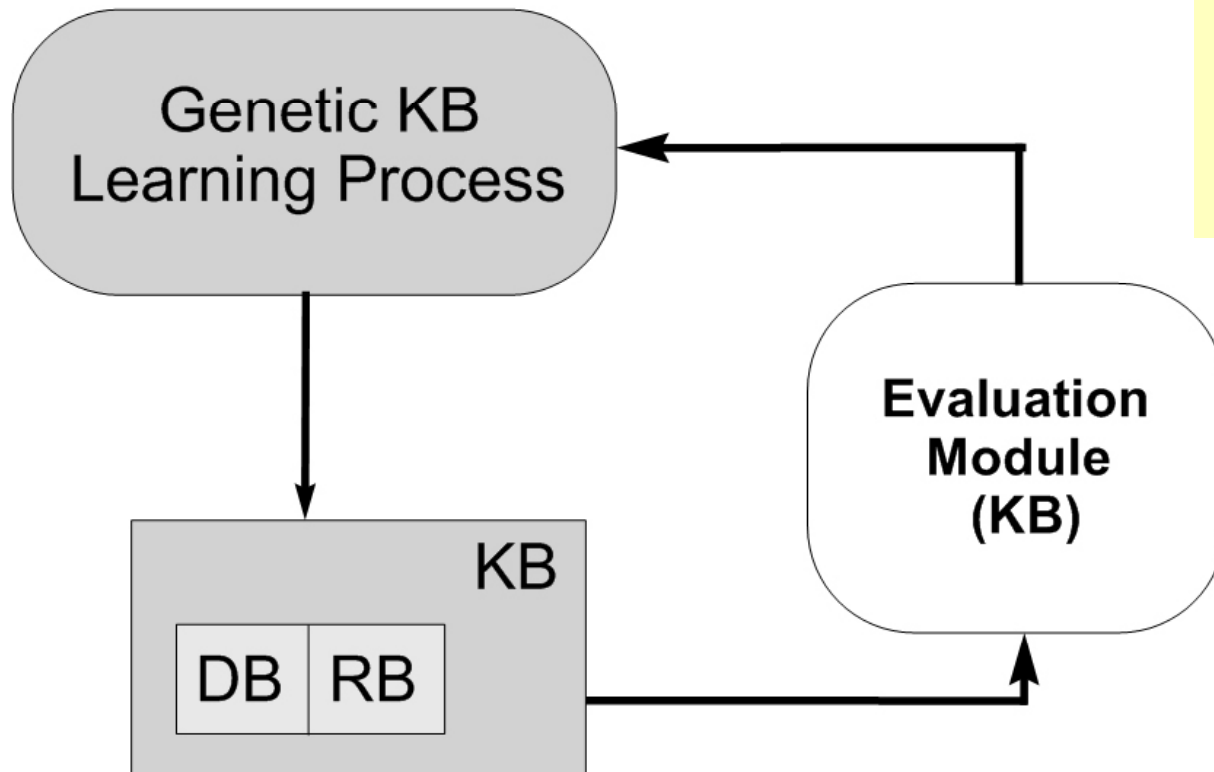 Genetic KB
Learning Process
Evaluation
Module
(KB)
KB
DB RB